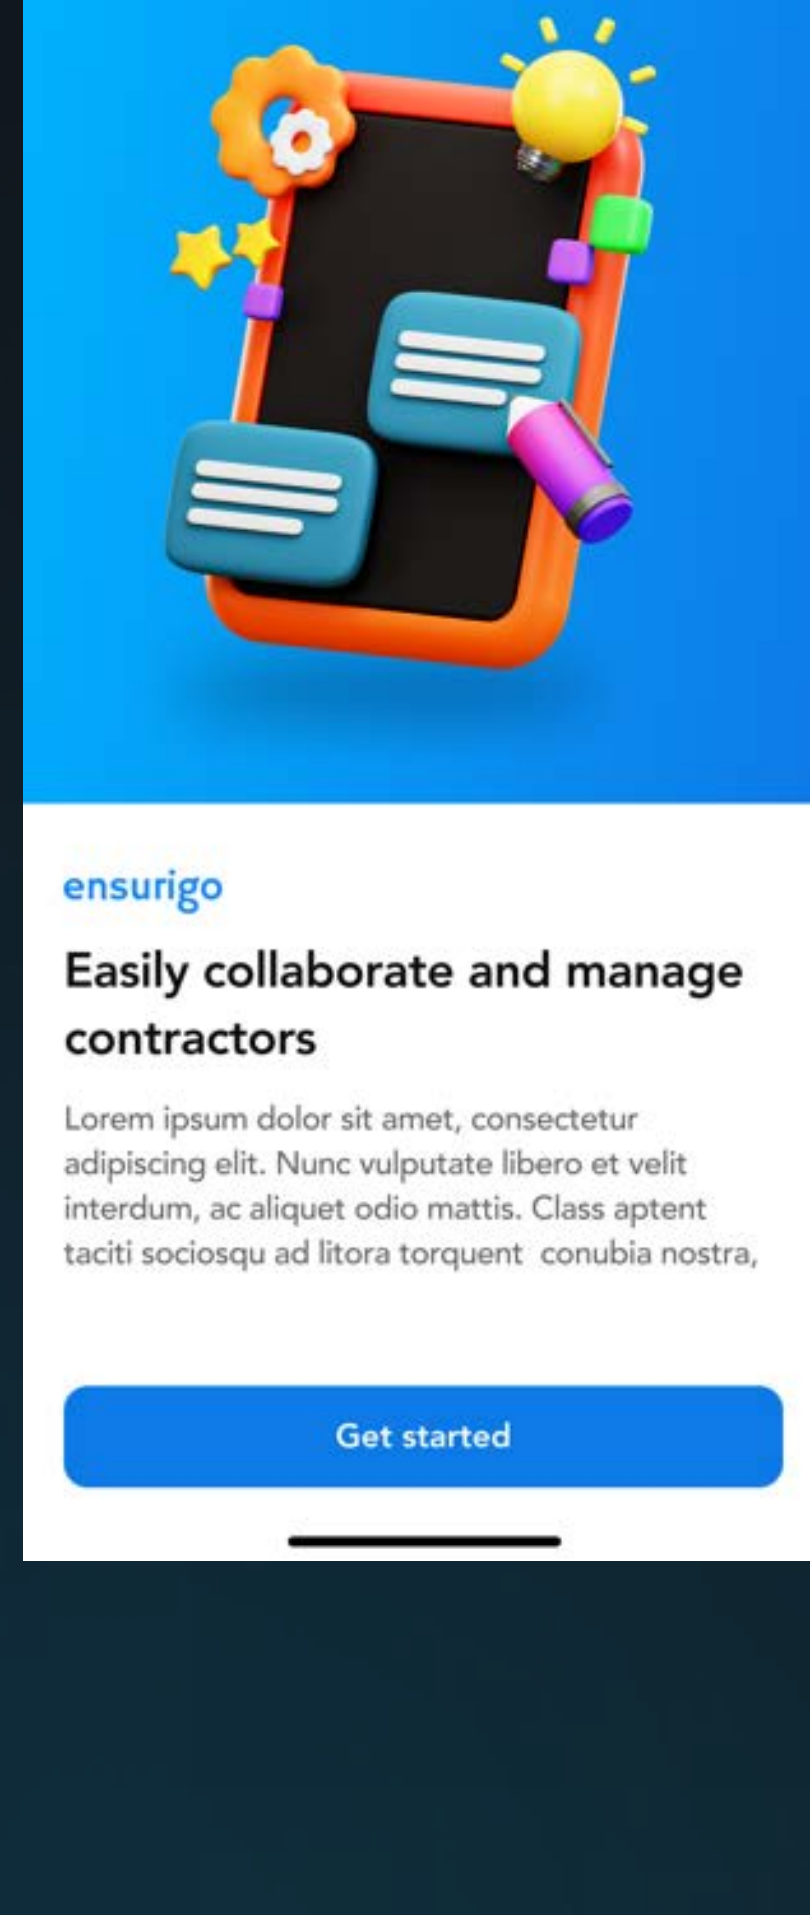 ensurigo
Easily collaborate and manage
contractors
Lorem ipsum dolor sit amet, consectetur
adipiscing elit. Nunc vulputate libero et velit
interdum, ac aliquet odio mattis. Class aptent
taciti sociosqu ad litora torquent  conubia nostra,
Get started